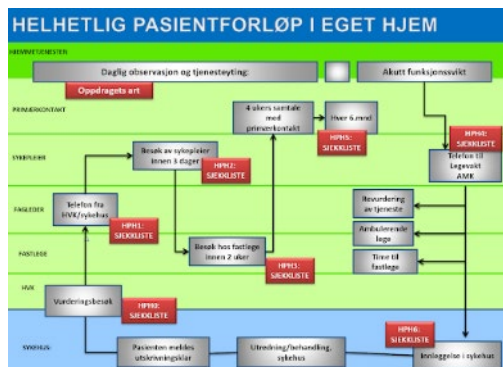 HELHETLIG PASIENTFORLØP I EGET HJEM
HJEMMETJENESTEN
Daglig observasjon og tjenesteyting:
Akutt funksjonssvikt
Oppdragets art
PRIMÆRKONTAKT
4 ukers samtale
med
primærkontakt
Hver 6.mnd
HPH5:
SJEKKLISTE
HPH4:
SJEKKLISTE
SYKEPLEIER
Besøk av sykepleier
innen 3 dager
HPH2:
SJEKKLISTE
Telefon til
Legevakt
AMK
FAGLEDER
Telefon fra
HVK/sykehus
HPH1:
SJEKKLISTE
Revurdering
av tjeneste
Ambulerende
lege
FASTLEGE
Besøk hos fastlege
innen 2 uker
HPH3:
SJEKKLISTE
Time til
fastlege
HVK
Vurderingsbesøk
HPH0:
SJEKKLISTE
HPH6:
SJEKKLISTE
SYKEHUS
Pasienten meldes
utskrivningsklar
Utredning/behandling,
sykehus
Innleggelse i sykehus